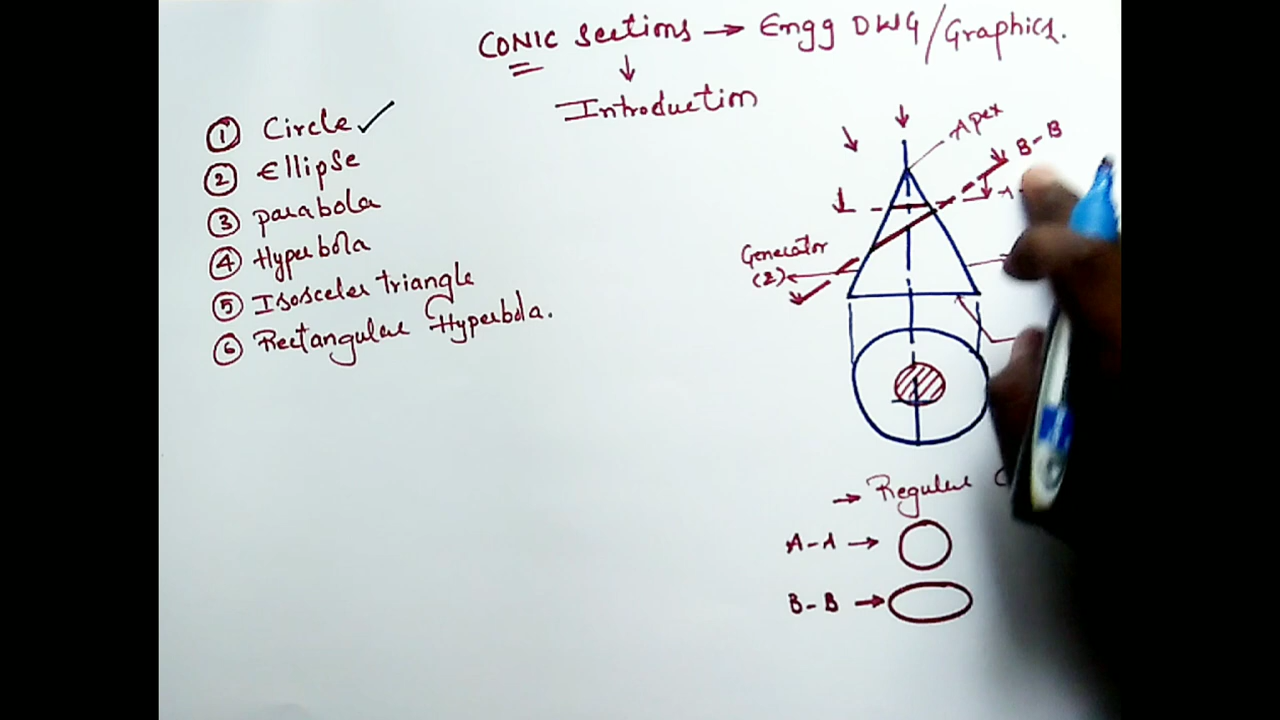 CONIC Sections → Engg DWG/Graphics.
↓
Introduction
① Circle ✓
② Ellipse
③ parabola
④ Hyperbola
⑤ Isosceles triangle
⑥ Rectangular Hyperbola.
Apex
B-B
A
Generator
(2)
→ Regular C
A-A →
B-B →